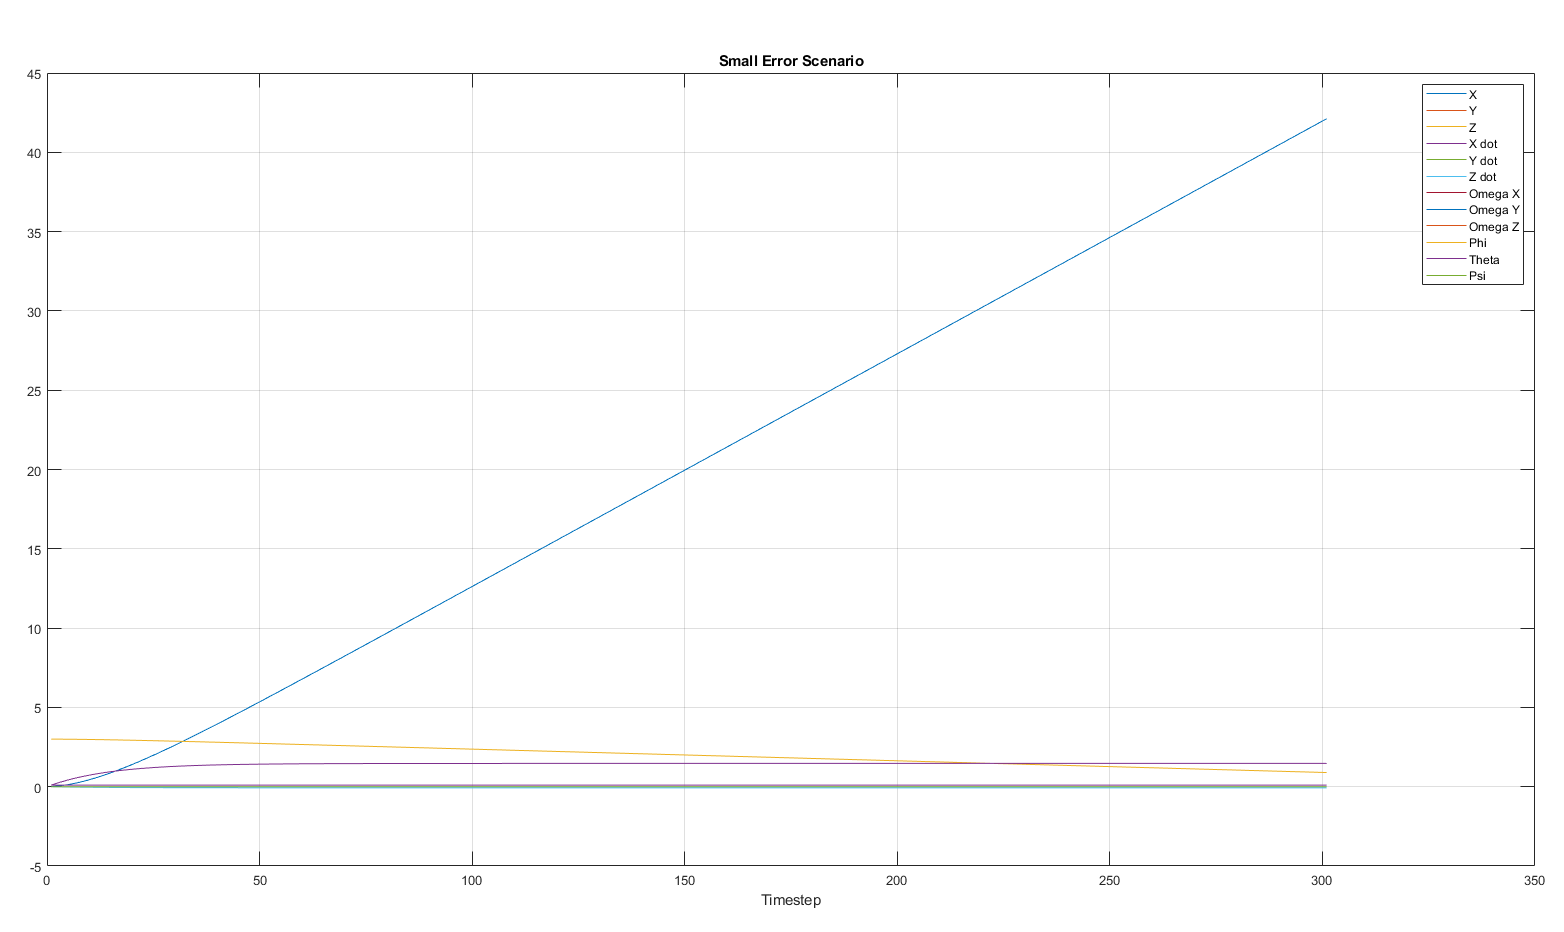 Small Error Scenario
45
40
35
30
25
20
15
10
5
0
-5
0 50 100 150 200 250 300 350
Timestep
X
Y
Z
X dot
Y dot
Z dot
Omega X
Omega Y
Omega Z
Phi
Theta
Psi